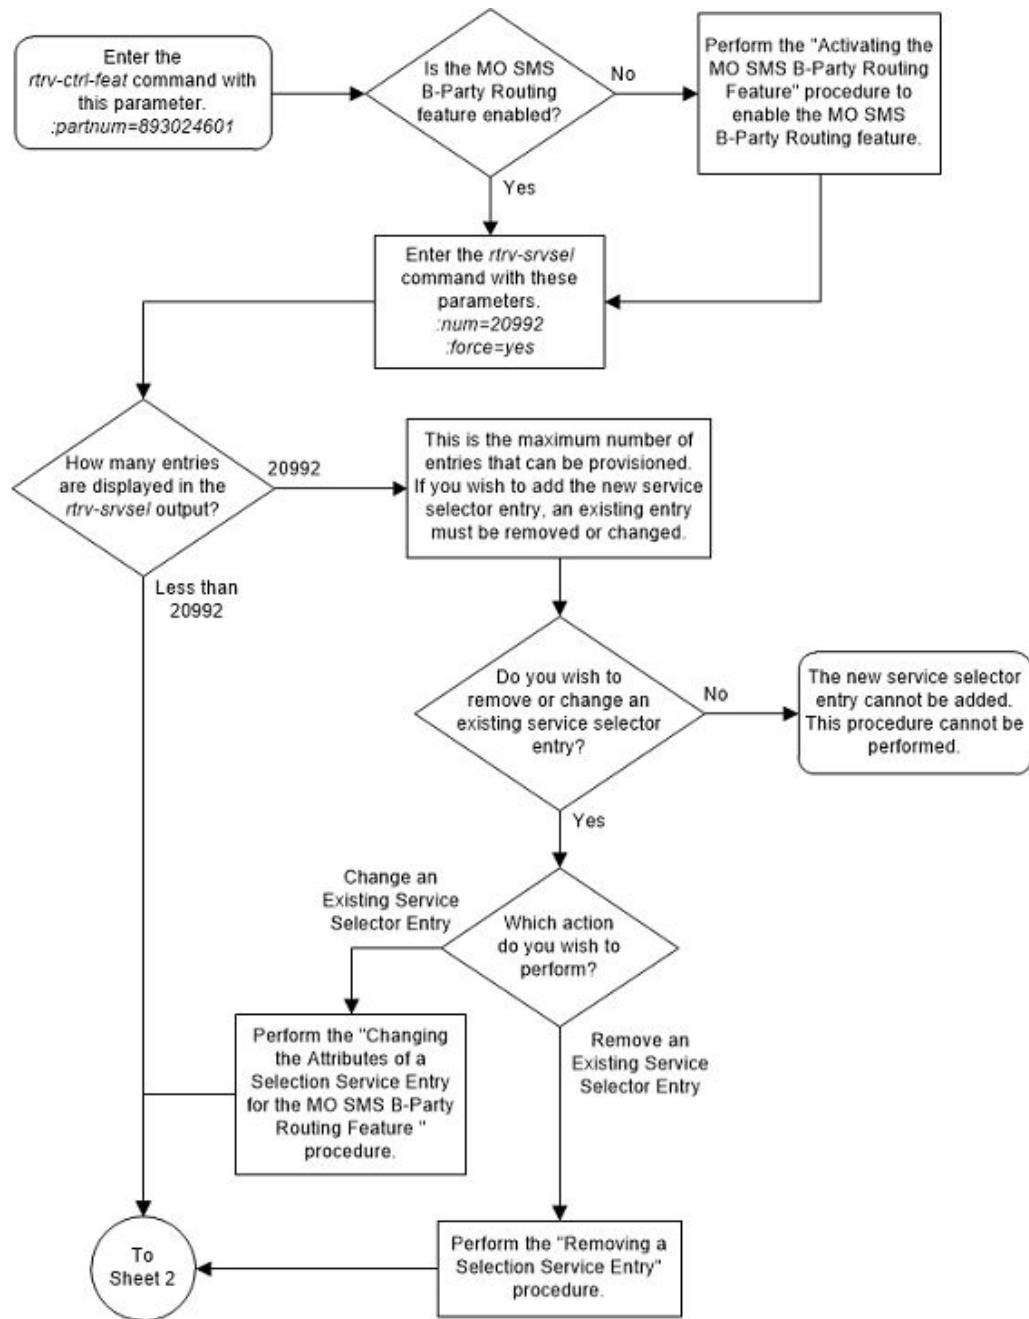 Enter the
rtrv-ctrl-feat command with
this parameter.
:partnum=893024601
Is the MO SMS
B-Party Routing
feature enabled?
No
Perform the "Activating the
MO SMS B-Party Routing
Feature" procedure to
enable the MO SMS
B-Party Routing feature.
Yes
Enter the rtrv-srvsel
command with these
parameters.
:num=20992
:force=yes
How many entries
are displayed in the
rtrv-srvsel output?
20992
This is the maximum number of
entries that can be provisioned.
If you wish to add the new service
selector entry, an existing entry
must be removed or changed.
Less than
20992
Do you wish to
remove or change an
existing service selector
entry?
No
The new service selector
entry cannot be added.
This procedure cannot be
performed.
Yes
Change an
Existing Service
Selector Entry
Which action
do you wish to
perform?
Perform the "Changing
the Attributes of a
Selection Service Entry
for the MO SMS B-Party
Routing Feature "
procedure.
Remove an
Existing Service
Selector Entry
To
Sheet 2
Perform the "Removing a
Selection Service Entry"
procedure.